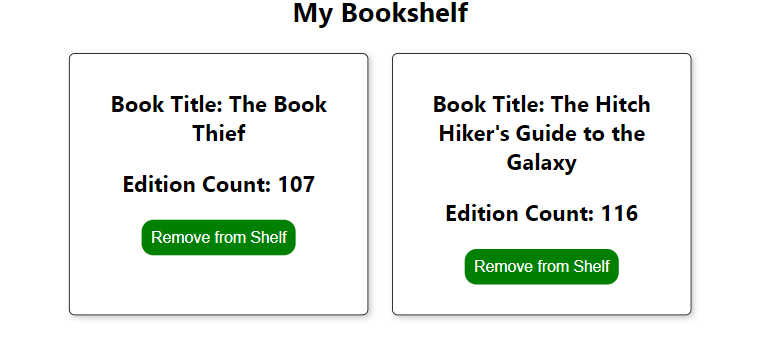 My Bookshelf
Book Title: The Book
Thief
Edition Count: 107
Remove from Shelf
Book Title: The Hitch
Hiker's Guide to the
Galaxy
Edition Count: 116
Remove from Shelf